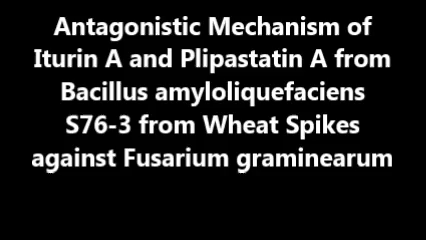 Antagonistic Mechanism of
Iturin A and Plipastatin A from
Bacillus amyloliquefaciens
S76-3 from Wheat Spikes
against Fusarium graminearum